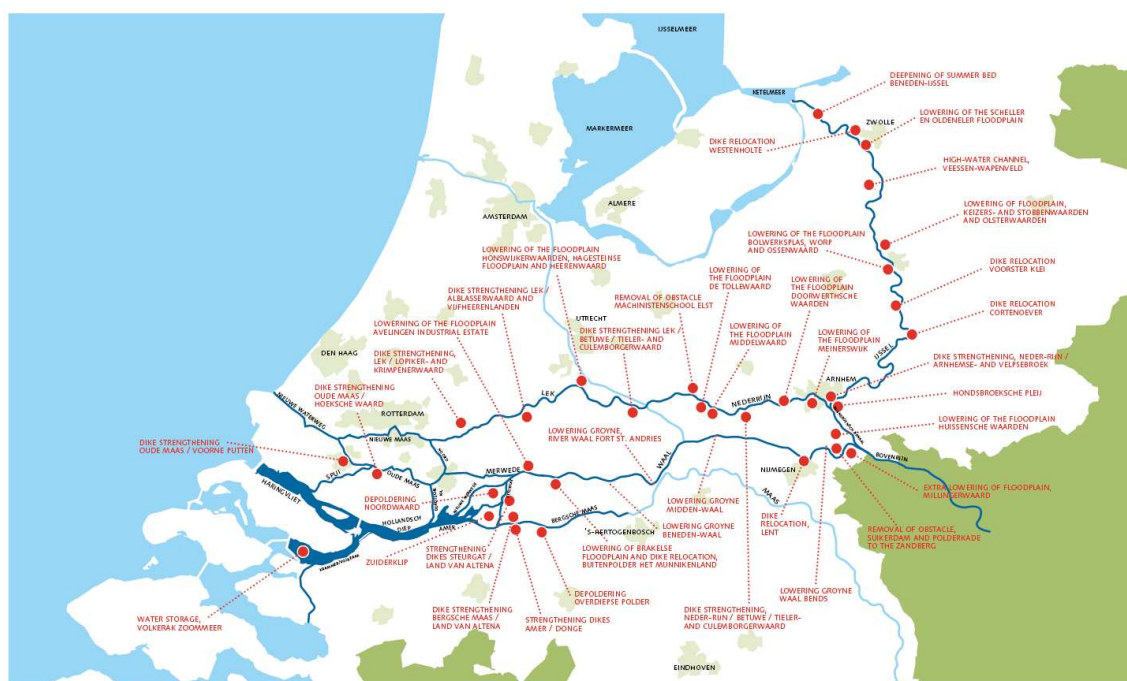 IJSSELMEER
KETELMEER
DEEPENING OF SUMMER BED
BENEDEN-IJSSEL
ZWOLLE
LOWERING OF THE SCHELLER
EN OLDENELER FLOODPLAIN
MARKERMEER
DIKE RELOCATION
WESTENHOLTE
HIGH-WATER CHANNEL,
VEESSEN-WAPENVELD
ALMERE
AMSTERDAM
LOWERING OF FLOODPLAIN,
KEIZERS- AND STOBBENWAARDEN
AND OLSTERWAARDEN
LOWERING OF THE FLOODPLAIN
BOLWERKSPLAS, WORP
AND OSSENWAARD
LOWERING OF THE FLOODPLAIN
HONSWIJKERWAARDEN, HAGESTEINSE
FLOODPLAIN AND HEERENWAARD
DIKE RELOCATION
VOORSTER KLEI
LOWERING OF
THE FLOODPLAIN
DE TOLLEWAARD
LOWERING OF
THE FLOODPLAIN
DOORWERTHSCHE
WAARDEN
DIKE STRENGTHENING LEK /
ALBLASSERWAARD AND
VIJFHEERENLANDEN
REMOVAL OF OBSTACLE
MACHINISTENSCHOOL ELST
DIKE RELOCATION
CORTENOEVER
UTRECHT
LOWERNING OF THE FLOODPLAIN
AVELINGEN INDUSTRIAL ESTATE
DIKE STRENGTHENING LEK /
BETUWE / TIELER- AND
CULEMBORGERWAARD
LOWERING OF
THE FLOODPLAIN
MIDDELWAARD
LOWERING OF
THE FLOODPLAIN
MEINERSWIJK
IJSSEL
DEN HAAG
DIKE STRENGTHENING,
LEK / LOPIKER- AND
KRIMPENERWAARD
DIKE STRENGTHENING, NEDER-RIJN /
ARNHEMSE- AND VELPSEBROEK
ARNHEM
DIKE STRENGTHENING
OUDE MAAS /
HOEKSCHE WAARD
LEK
NEDERRIJN
HONDSBROEKSCHE PLEIJ
NIEUWE WATERWEG
ROTTERDAM
NIEUWE MAAS
LOWERING GROYNE,
RIVER WAAL FORT ST. ANDRIES
LOWERING OF THE FLOODPLAIN
HUISSENSCHE WAARDEN
DIKE STRENGTHENING
OUDE MAAS / VOORNE PUTTEN
WAAL
NIJMEGEN
BOVENRIJN
SPUI
OUDE MAAS
MERWEDE
MAAS
HARINGVLIET
EXTRA LOWERING OF FLOODPLAIN,
MILLINGERWAARD
DEPOLDERING
NOORDWAARD
LOWERING GROYNE
MIDDEN-WAAL
DIKE
RELOCATION,
LENT
HOLLANDSCH
DIEP
AMER
BERGSCHE MAAS
LOWERING GROYNE
BENEDEN-WAAL
REMOVAL OF OBSTACLE,
SUIKERDAM AND POLDERKADE
TO THE ZANDBERG
'S-HERTOGENBOSCH
ZUIDERKLIP
STRENGTHENING
DIKES STEURGAT /
LAND VAN ALTENA
LOWERING OF BRAKELSE
FLOODPLAIN AND DIKE RELOCATION,
BUITENPOLDER HET MUNNIKENLAND
LOWERING GROYNE
WAAL BENDS
DEPOLDERING
OVERDIEPSE POLDER
WATER STORAGE,
VOLKERAK ZOOMMEER
DIKE STRENGTHENING
BERGSCHE MAAS /
LAND VAN ALTENA
STRENGTHENING DIKES
AMER / DONGE
DIKE STRENGTHENING,
NEDER-RIJN / BETUWE / TIELER-
AND CULEMBORGERWAARD
EINDHOVEN